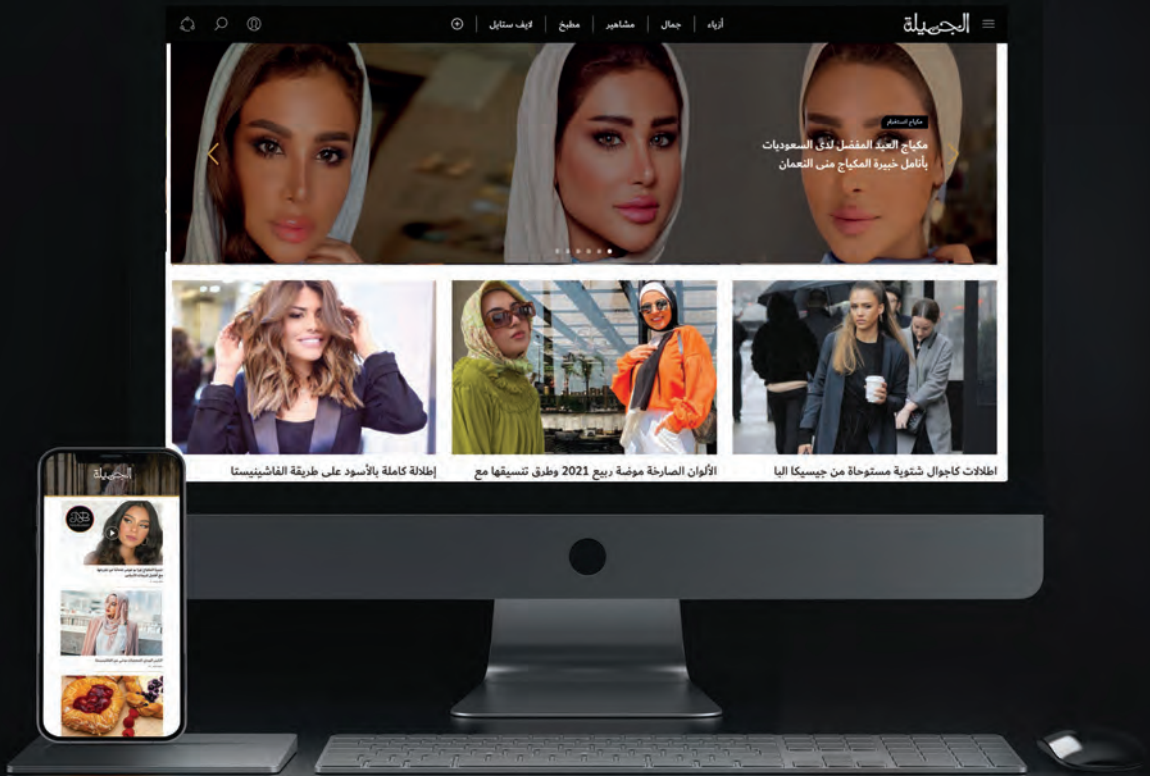 الجميلة
أزياء
جمال
مشاهير
مطبخ
لايف ستايل
مكياج العيد المفضل لدى السعوديات
بأنامل خبيرة المكياج منى النعمان
اطلالات كاجوال شتوية مستوحاة من جيسيكا البا
الألوان الصارخة موضة ربيع 2021 وطرق تنسيقها مع
إطلالة كاملة بالأسود على طريقة الفاشينيستا
الجميلة